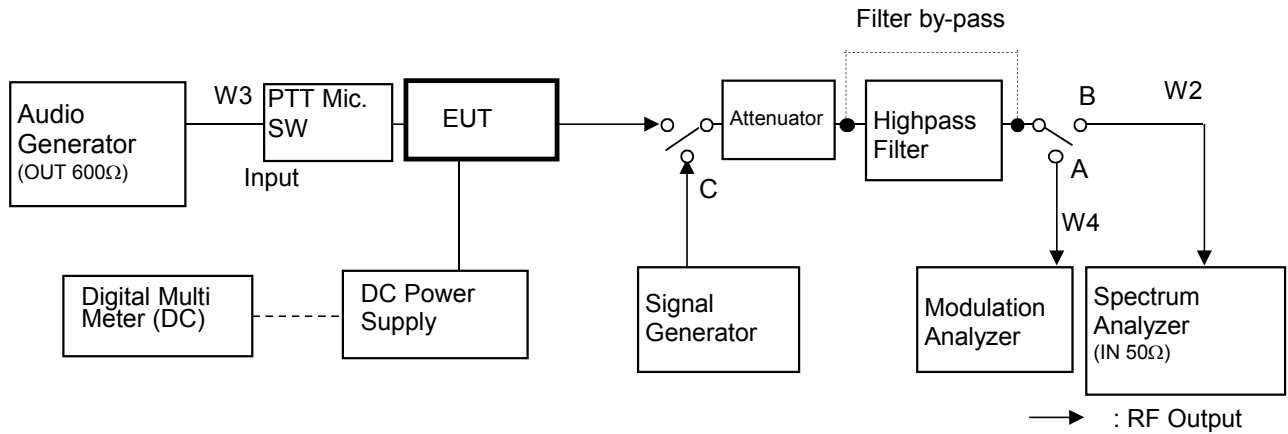 Filter by-pass
Audio
Generator
(OUT 600Ω)
W3
PTT Mic.
SW
Input
EUT
C
Attenuator
Highpass
Filter
B
A
W2
W4
Digital Multi
Meter (DC)
DC Power
Supply
Signal
Generator
Modulation
Analyzer
Spectrum
Analyzer
(IN 50Ω)
: RF Output